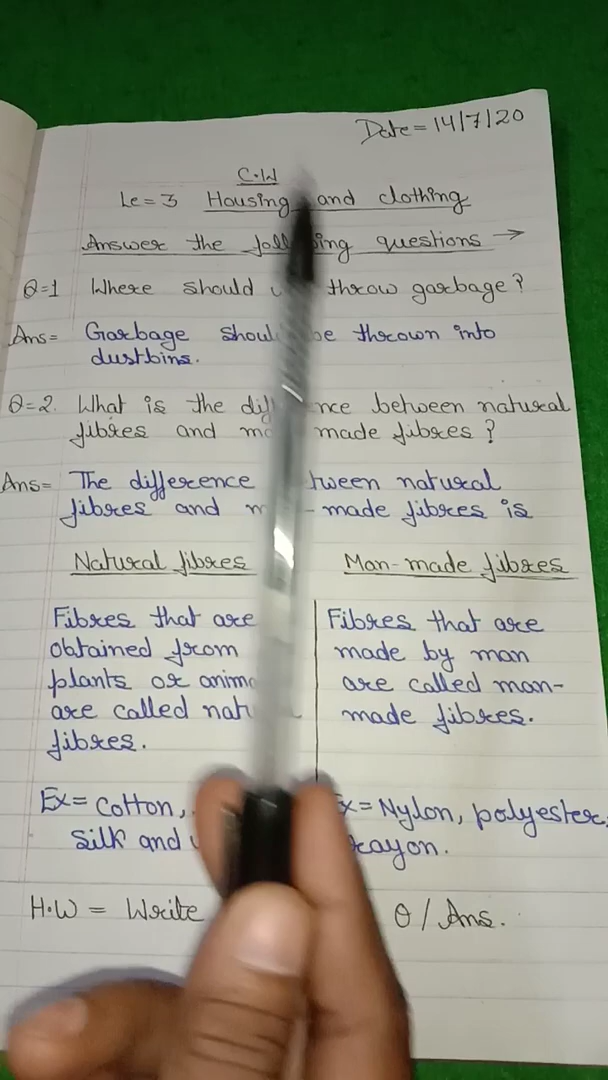 Date = 14/7/20
C.W
Le = 3 Housing and clothing
Answer the following questions →
Q=1 Where should throw garbage?
Ans= Garbage should be thrown into
dustbins.
Q=2. What is the difference between natural
fibres and made fibres?
Ans= The difference between natural
fibres and -made fibres is
Natural fibres
Man-made fibres
Fibres that are
obtained from
plants or
are called
fibres.
Ex= Cotton,
silk and
Fibres that are
made by man
are called man-
made fibres.
Ex= Nylon, polyester,
rayon.
H.W = Write Q/Ans.